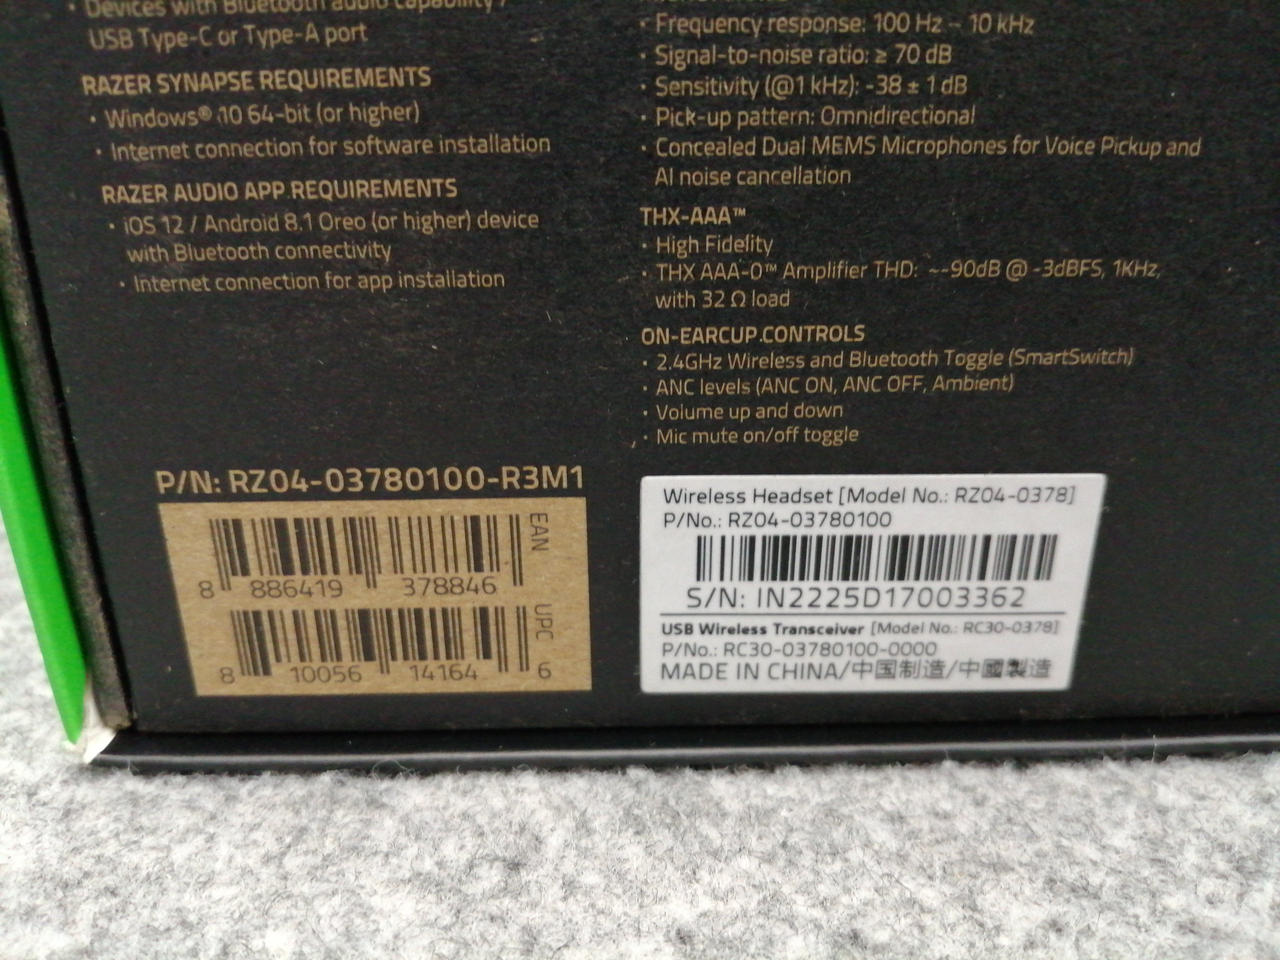 • Devices with Bluetooth audio capability /
USB Type-C or Type-A port
RAZER SYNAPSE REQUIREMENTS
• Windows® 10 64-bit (or higher)
• Internet connection for software installation
RAZER AUDIO APP REQUIREMENTS
• iOS 12 / Android 8.1 Oreo (or higher) device
with Bluetooth connectivity
• Internet connection for app installation
• Frequency response: 100 Hz – 10 kHz
• Signal-to-noise ratio: ≥ 70 dB
• Sensitivity (@1 kHz): -38 ± 1 dB
• Pick-up pattern: Omnidirectional
• Concealed Dual MEMS Microphones for Voice Pickup and
AI noise cancellation
THX-AAA™
• High Fidelity
• THX AAA-0™ Amplifier THD: ~-90dB @ -3dBFS, 1KHz,
with 32 Ω load
ON-EARCUP CONTROLS
• 2.4GHz Wireless and Bluetooth Toggle (SmartSwitch)
• ANC levels (ANC ON, ANC OFF, Ambient)
• Volume up and down
• Mic mute on/off toggle
P/N: RZ04-03780100-R3M1
EAN
8 886419 378846
UPC
8 10056 14164 6
Wireless Headset [Model No.: RZ04-0378]
P/No.: RZ04-03780100
S/N: IN2225D17003362
USB Wireless Transceiver [Model No.: RC30-0378]
P/No.: RC30-03780100-0000
MADE IN CHINA/中国制造/中國製造